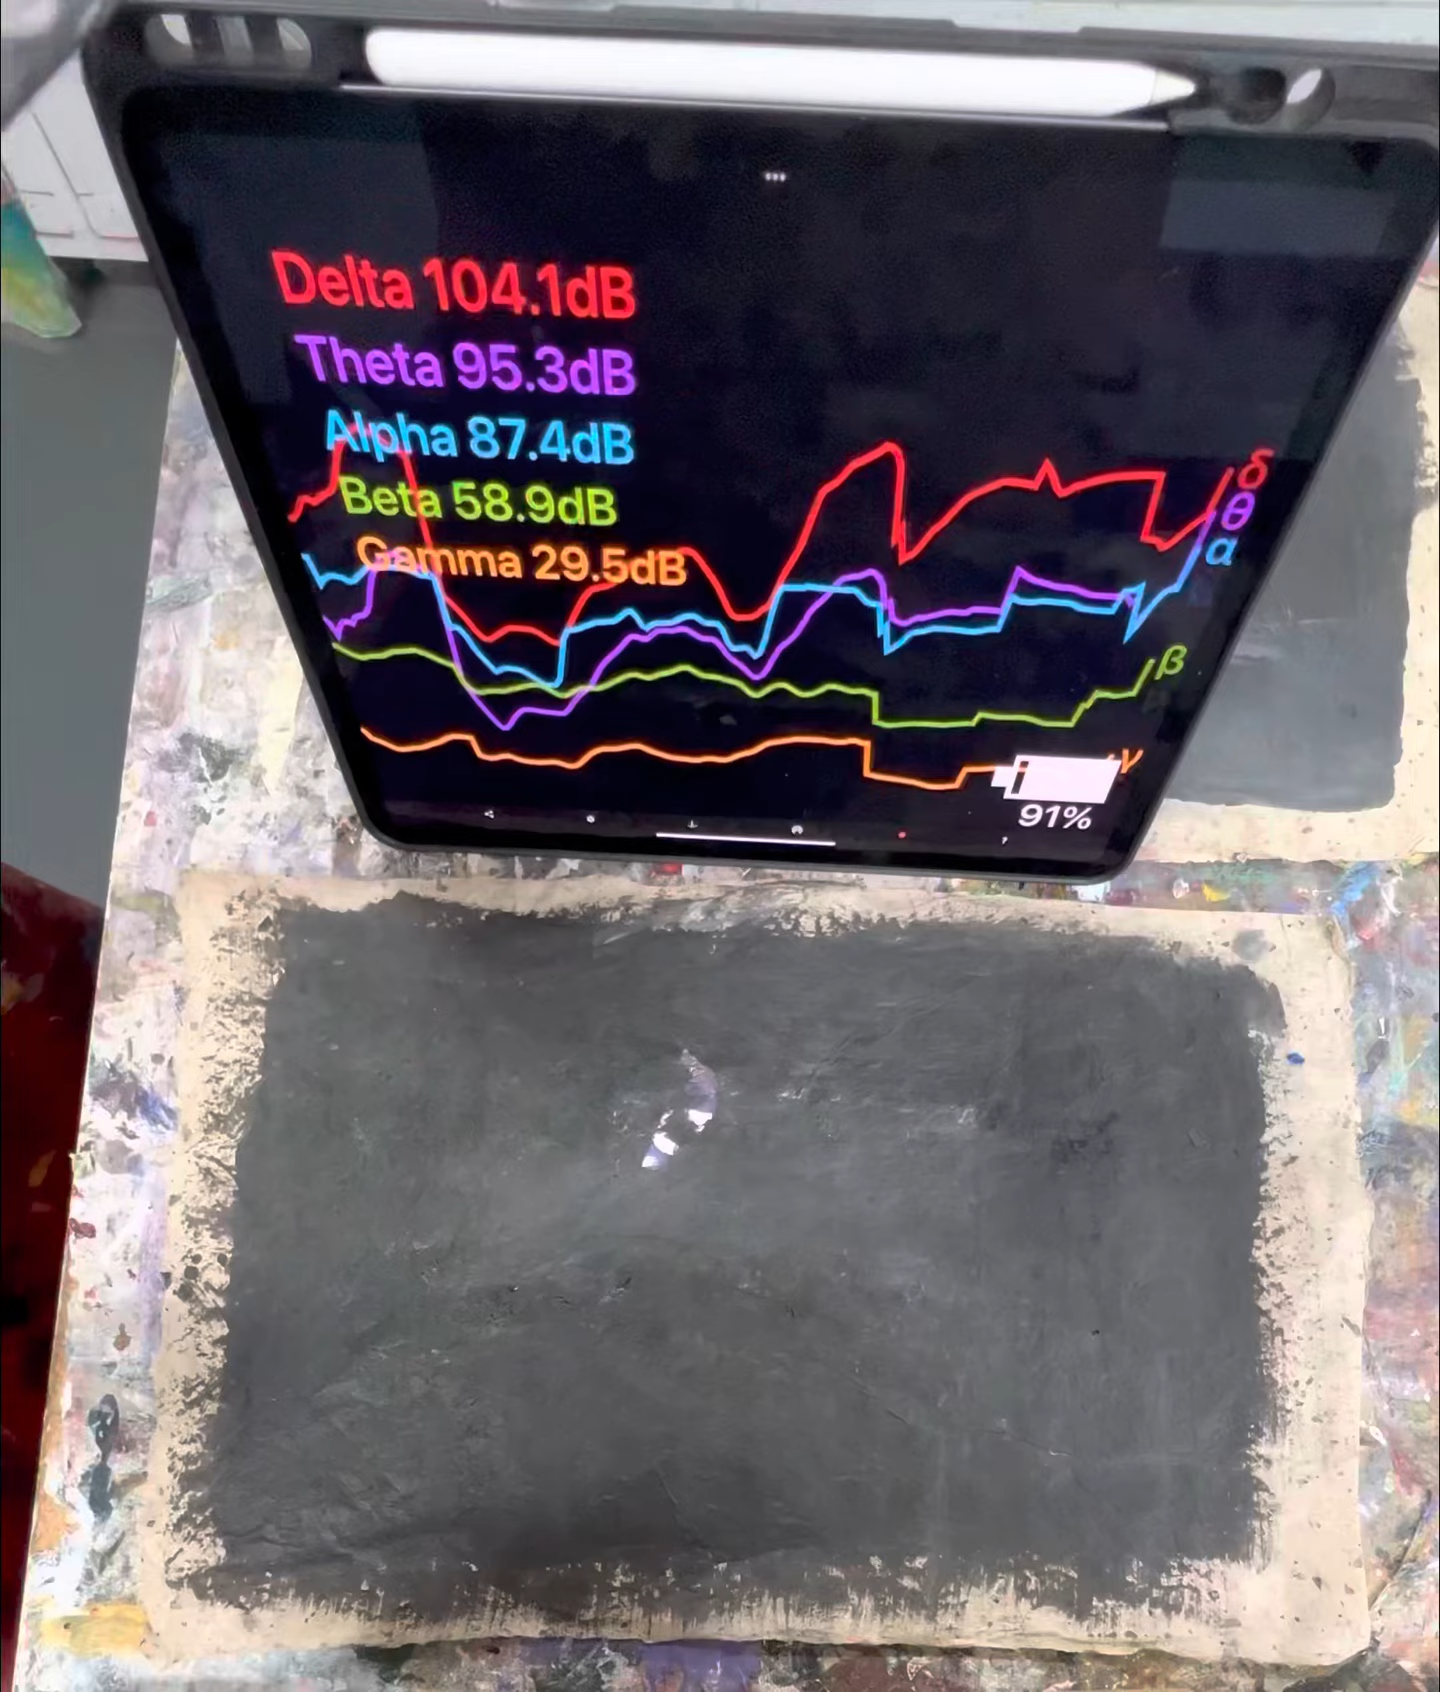 Delta 104.1dB
Theta 95.3dB
Alpha 87.4dB
Beta 58.9dB
Gamma 29.5dB
δ
θ
α
β
γ
91%